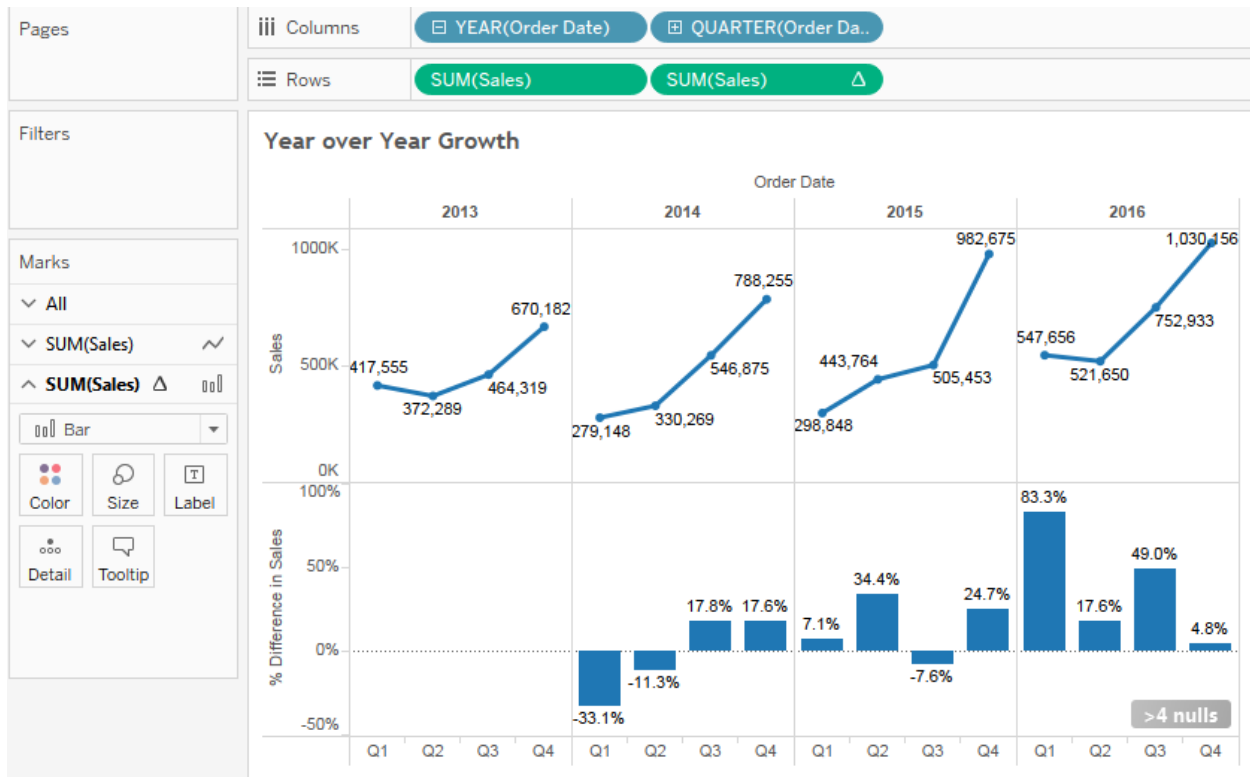 Pages
Columns
YEAR(Order Date)
QUARTER(Order Da..
Rows
SUM(Sales)
SUM(Sales) Δ
Filters
Marks
All
SUM(Sales)
SUM(Sales) Δ
Bar
Color
Size
T
Label
Detail
Tooltip
Year over Year Growth
Order Date
2013 2014 2015 2016
Sales
1000K
500K
0K
417,555
372,289
464,319
670,182
279,148
330,269
546,875
788,255
298,848
443,764
505,453
982,675
547,656
521,650
752,933
1,030,156
% Difference in Sales
100%
50%
0%
-50%
-33.1%
-11.3%
17.8%
17.6%
7.1%
34.4%
-7.6%
24.7%
83.3%
17.6%
49.0%
4.8%
>4 nulls
Q1 Q2 Q3 Q4 Q1 Q2 Q3 Q4 Q1 Q2 Q3 Q4 Q1 Q2 Q3 Q4